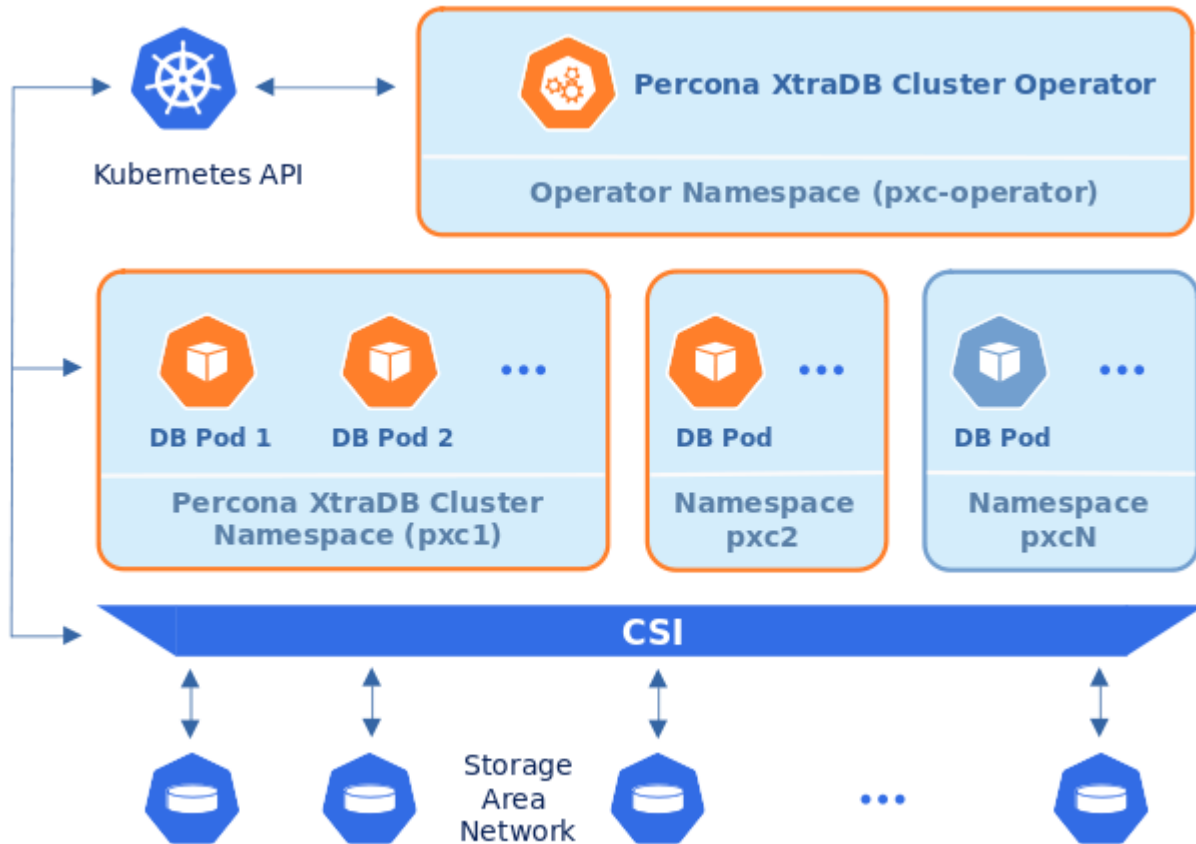 Percona XtraDB Cluster Operator
Kubernetes API
Operator Namespace (pxc-operator)
DB Pod 1
DB Pod 2
...
DB Pod
...
DB Pod
...
Percona XtraDB Cluster
Namespace (pxc1)
Namespace
pxc2
Namespace
pxcN
CSI
Storage
Area
Network
...